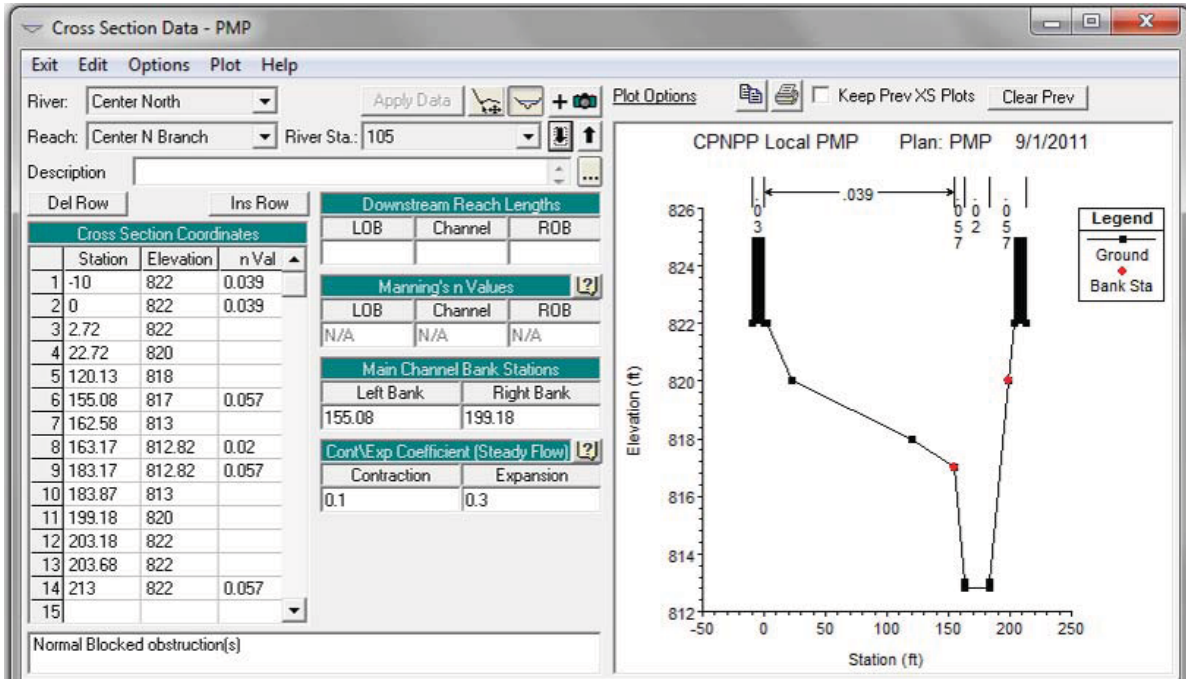 Cross Section Data - PMP
Exit Edit Options Plot Help
River: Center North Apply Data
Reach: Center N Branch River Sta.: 105
Description ...
Del Row Ins Row
Cross Section Coordinates
Station Elevation n Val
1 -10 822 0.039
2 0 822 0.039
3 2.72 822
4 22.72 820
5 120.13 818
6 155.08 817 0.057
7 162.58 813
8 163.17 812.82 0.02
9 183.17 812.82 0.057
10 183.87 813
11 199.18 820
12 203.18 822
13 203.68 822
14 213 822 0.057
15
Downstream Reach Lengths
LOB Channel ROB
Manning's n Values
LOB Channel ROB
N/A N/A N/A
Main Channel Bank Stations
Left Bank Right Bank
155.08 199.18
Cont\Exp Coefficient (Steady Flow)
Contraction Expansion
0.1 0.3
Normal Blocked obstruction(s)
Plot Options Keep Prev XS Plots Clear Prev
CPNPP Local PMP Plan: PMP 9/1/2011
.03 .039 .057 .02 .057
Legend
Ground
Bank Sta
826
824
822
820
818
816
814
812
Elevation (ft)
-50 0 50 100 150 200 250
Station (ft)